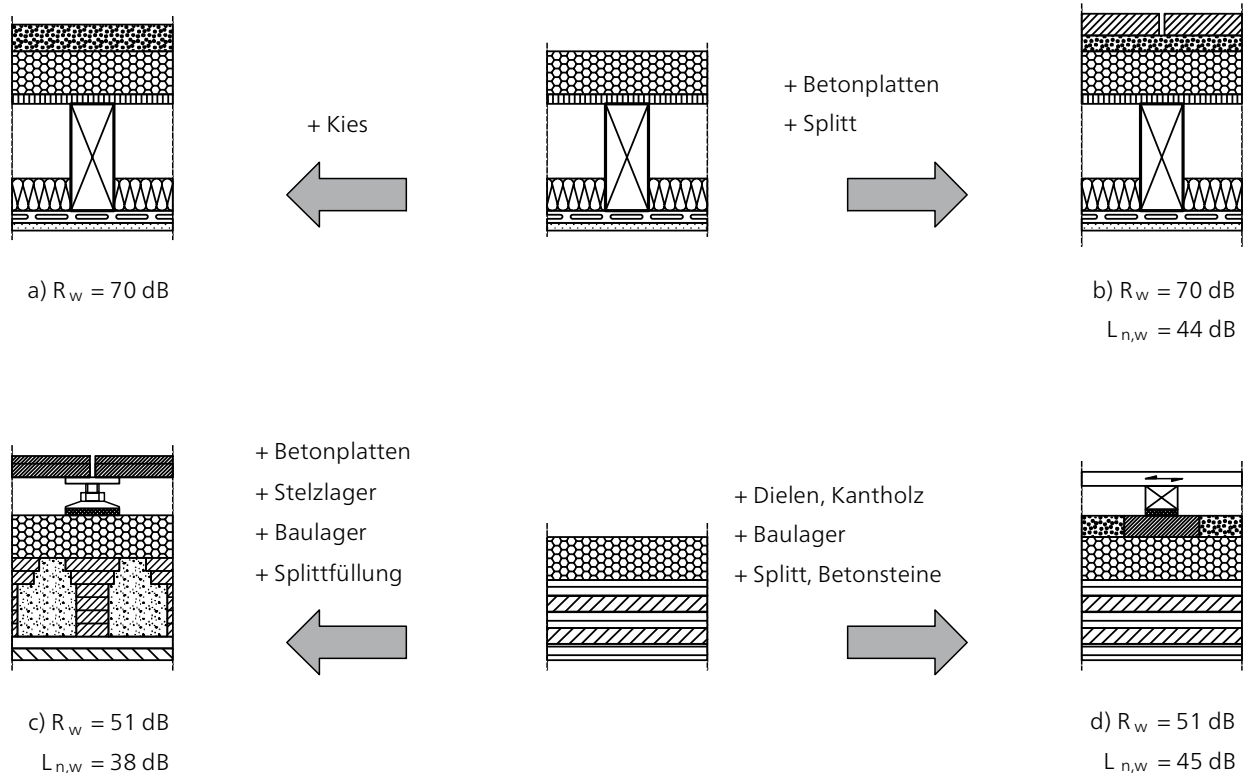 + Kies
+ Betonplatten
+ Splitt
a) R w = 70 dB
b) R w = 70 dB
L n,w = 44 dB
+ Betonplatten
+ Stelzlager
+ Baulager
+ Splittfüllung
+ Dielen, Kantholz
+ Baulager
+ Splitt, Betonsteine
c) R w = 51 dB
L n,w = 38 dB
d) R w = 51 dB
L n,w = 45 dB